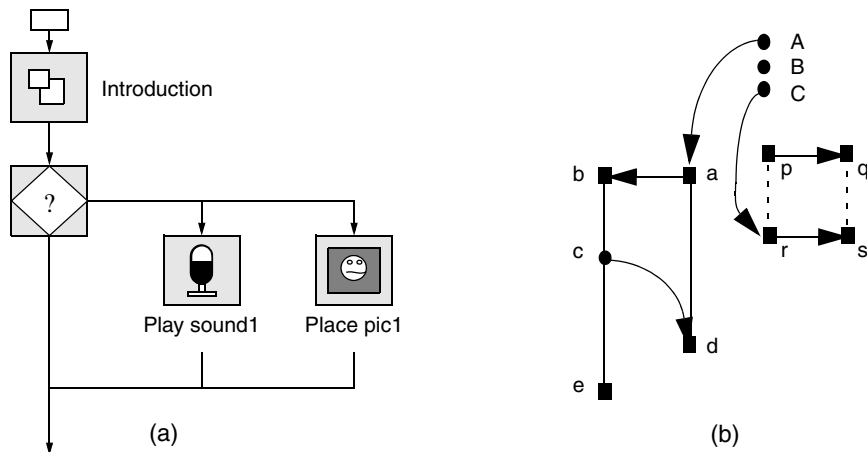 Introduction
?
Play sound1
Place pic1
(a)
A
B
C
b
a
p
q
c
r
s
d
e
(b)